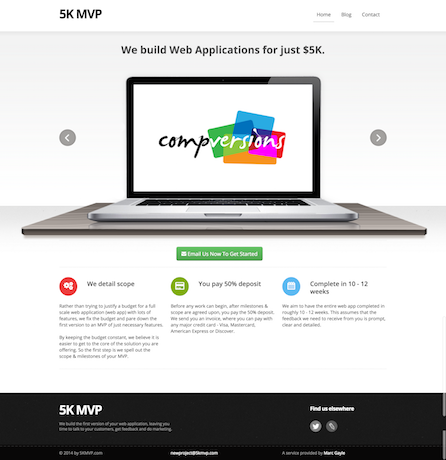 5K MVP
Home Blog Contact
We build Web Applications for just $5K.
compversions
Email Us Now To Get Started
We detail scope
Rather than trying to justify a budget for a full
scale web application (web app) with lots of
features, we fix the budget and pare down the
first version to an MVP of just necessary features.
By keeping the budget constant, we believe it is
easier to get to the core of the solution you are
offering. So the first step is we spell out the
scope & milestones of your MVP.
You pay 50% deposit
Before any work can begin, after milestones &
scope are agreed upon, you pay the 50% deposit.
We send you an invoice, where you can pay with
any major credit card - Visa, Mastercard,
American Express or Discover.
Complete in 10 - 12
weeks
We aim to have the entire web app completed in
roughly 10 - 12 weeks. This assumes that the
feedback we need to receive from you is prompt,
clear and detailed.
5K MVP
We build the first version of your web application, leaving you
time to talk to your customers, get feedback and do marketing.
Find us elsewhere
© 2014 by 5KMVP.com
newproject@5kmvp.com
A service provided by Marc Gayle